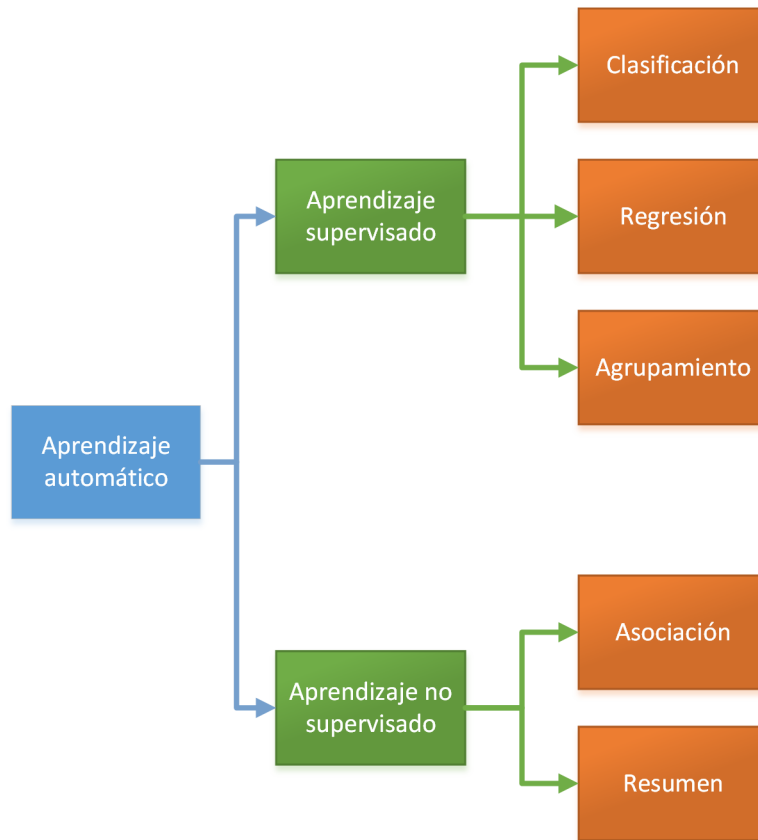 Clasificación
Aprendizaje
supervisado
Regresión
Agrupamiento
Aprendizaje
automático
Asociación
Aprendizaje no
supervisado
Resumen